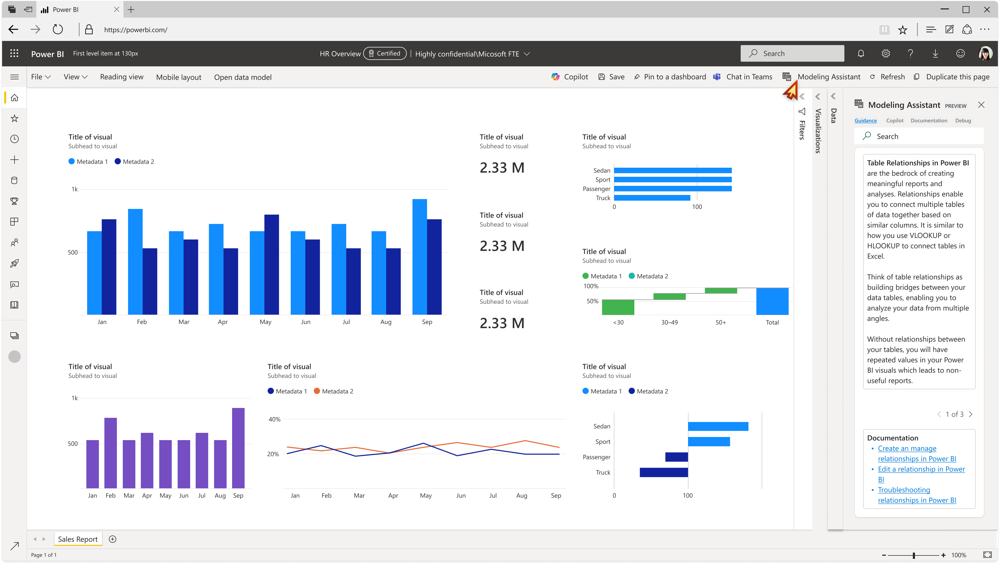 Power BI
https://powerbi.com/
Power BI
First level item at 130px
HR Overview
Certified
Highly confidential\Micosoft FTE
Search
File
View
Reading view
Mobile layout
Open data model
Copilot
Save
Pin to a dashboard
Chat in Teams
Modeling Assistant
Refresh
Duplicate this page
Title of visual
Subhead to visual
Metadata 1
Metadata 2
1k
500
Jan Feb Mar Apr May Jun Jul Aug Sep
Title of visual
Subhead to visual
2.33 M
Title of visual
Subhead to visual
2.33 M
Title of visual
Subhead to visual
2.33 M
Title of visual
Subhead to visual
Sedan
Sport
Passenger
Truck
0 100
Title of visual
Subhead to visual
Metadata 1
Metadata 2
100%
50%
<30 30–49 50+ Total
Title of visual
Subhead to visual
1k
500
Jan Feb Mar Apr May Jun Jul Aug Sep
Title of visual
Subhead to visual
Metadata 1
Metadata 2
40%
20%
Jan Feb Mar Apr May Jun Jul Aug Sep
Title of visual
Subhead to visual
Metadata 1
Metadata 2
Sedan
Sport
Passenger
Truck
0 100
Filters
Visualizations
Data
Modeling Assistant PREVIEW
Guidance
Copilot
Documentation
Debug
Search
Table Relationships in Power BI
are the bedrock of creating
meaningful reports and
analyses. Relationships enable
you to connect multiple tables
of data together based on
similar columns. It is similar to
how you use VLOOKUP or
HLOOKUP to connect tables in
Excel.
Think of table relationships as
building bridges between your
data tables, enabling you to
analyze your data from multiple
angles.
Without relationships between
your tables, you will have
repeated values in your Power
BI visuals which leads to non-
useful reports.
1 of 3
Documentation
• Create an manage
relationships in Power BI
• Edit a relationship in Power
BI
• Troubleshooting
relationships in Power BI
Sales Report
Page 1 of 1
100%